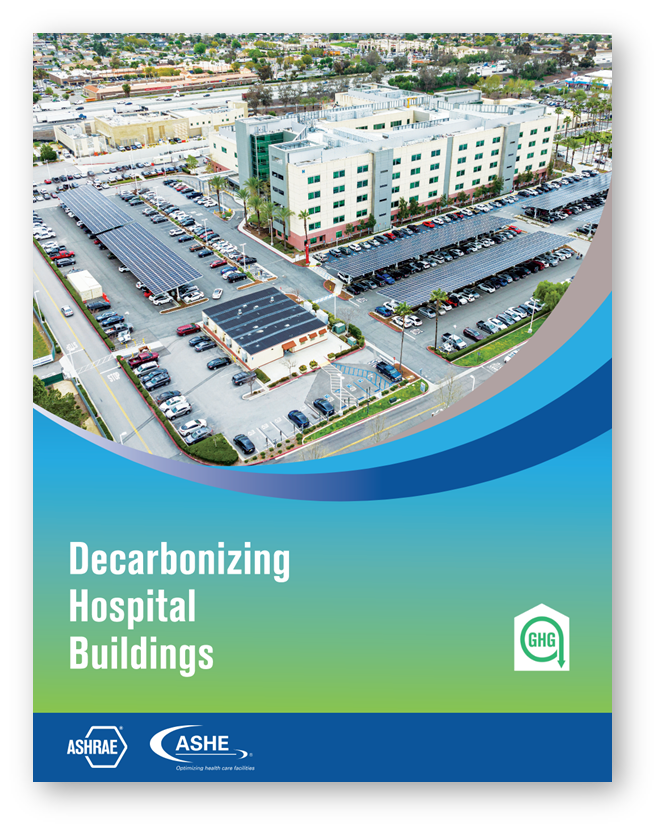 Decarbonizing
Hospital
Buildings
GHG
ASHRAE®
ASHE®
Optimizing health care facilities